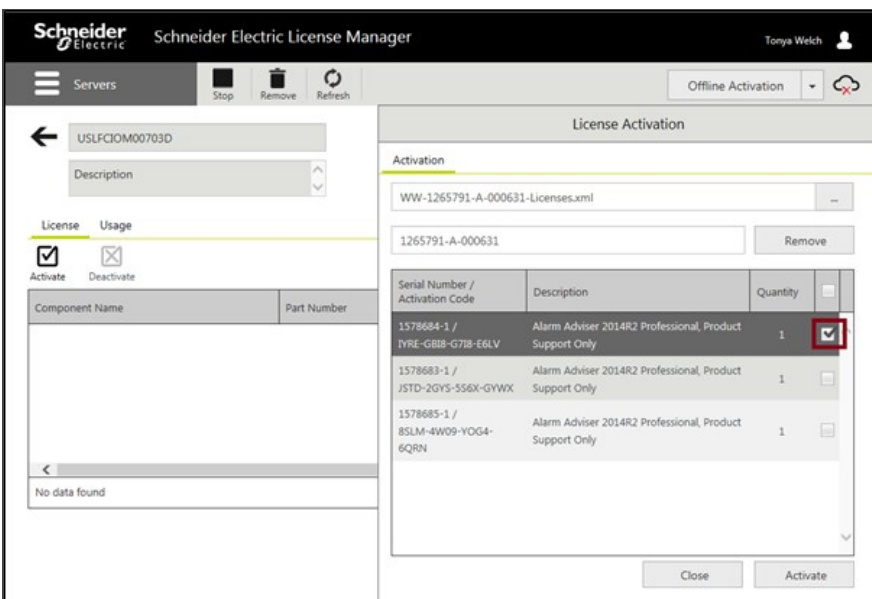 Schneider Electric
Schneider Electric License Manager
Tonya Welch
Servers
Stop
Remove
Refresh
Offline Activation
USLFCIOM00703D
Description
License
Usage
Activate
Deactivate
Component Name
Part Number
No data found
License Activation
Activation
WW-1265791-A-000631-Licenses.xml
...
1265791-A-000631
Remove
Serial Number /
Activation Code
Description
Quantity
1578684-1 /
IYRE-GBI8-G7I8-E6LV
Alarm Adviser 2014R2 Professional, Product
Support Only
1
1578683-1 /
JSTD-2GYS-5S6X-GYWX
Alarm Adviser 2014R2 Professional, Product
Support Only
1
1578685-1 /
8SLM-4W09-YOG4-
6QRN
Alarm Adviser 2014R2 Professional, Product
Support Only
1
Close
Activate